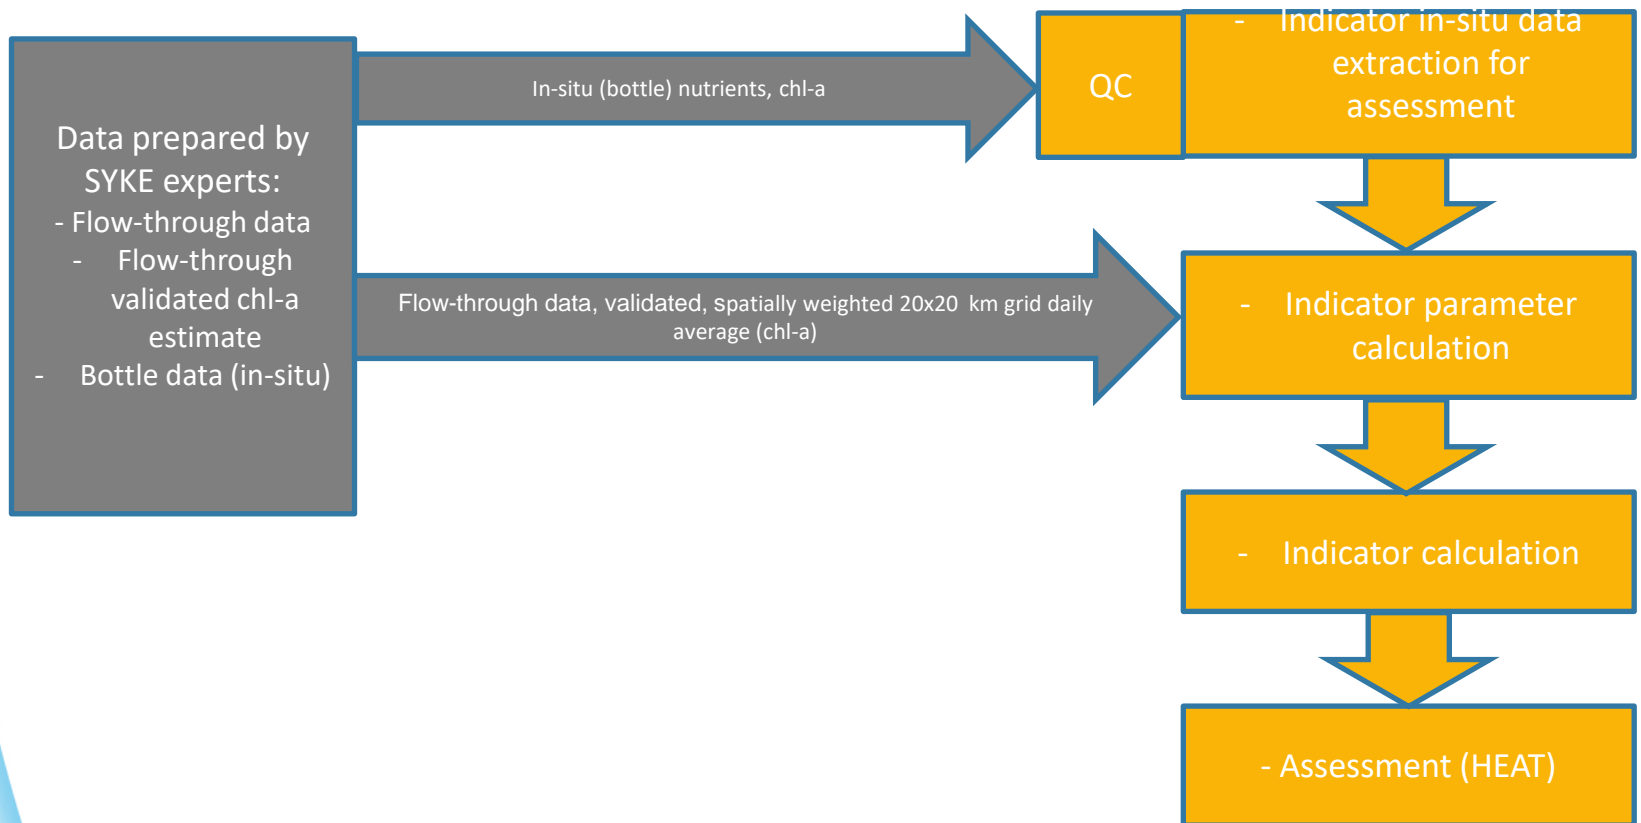 Data prepared by
SYKE experts:
- Flow-through data
- Flow-through
validated chl-a
estimate
- Bottle data (in-situ)
In-situ (bottle) nutrients, chl-a
QC
- Indicator in-situ data
extraction for
assessment
Flow-through data, validated, spatially weighted 20x20 km grid daily
average (chl-a)
- Indicator parameter
calculation
- Indicator calculation
- Assessment (HEAT)